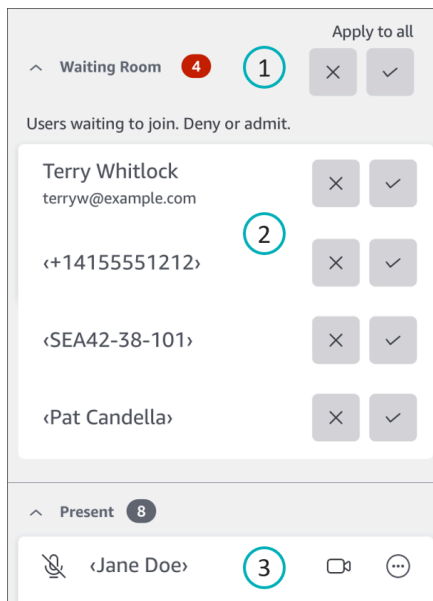 Apply to all
Waiting Room 4 1
Users waiting to join. Deny or admit.
Terry Whitlock
terryw@example.com
2
‹+14155551212›
‹SEA42-38-101›
‹Pat Candella›
Present 8
‹Jane Doe› 3